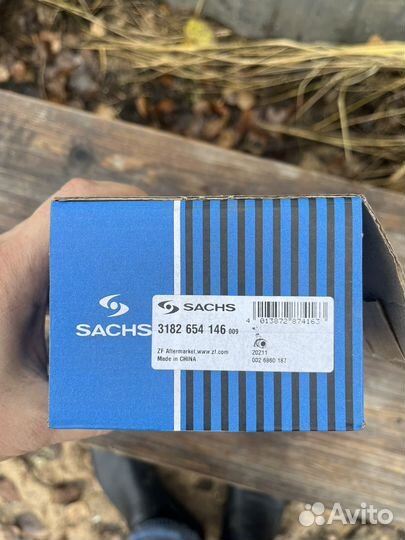 SACHS
SACHS
3182 654 146 009
4 013872 874163
ZF Aftermarket;www.zf.com
Made in CHINA
20211
002 6860 187
Avito